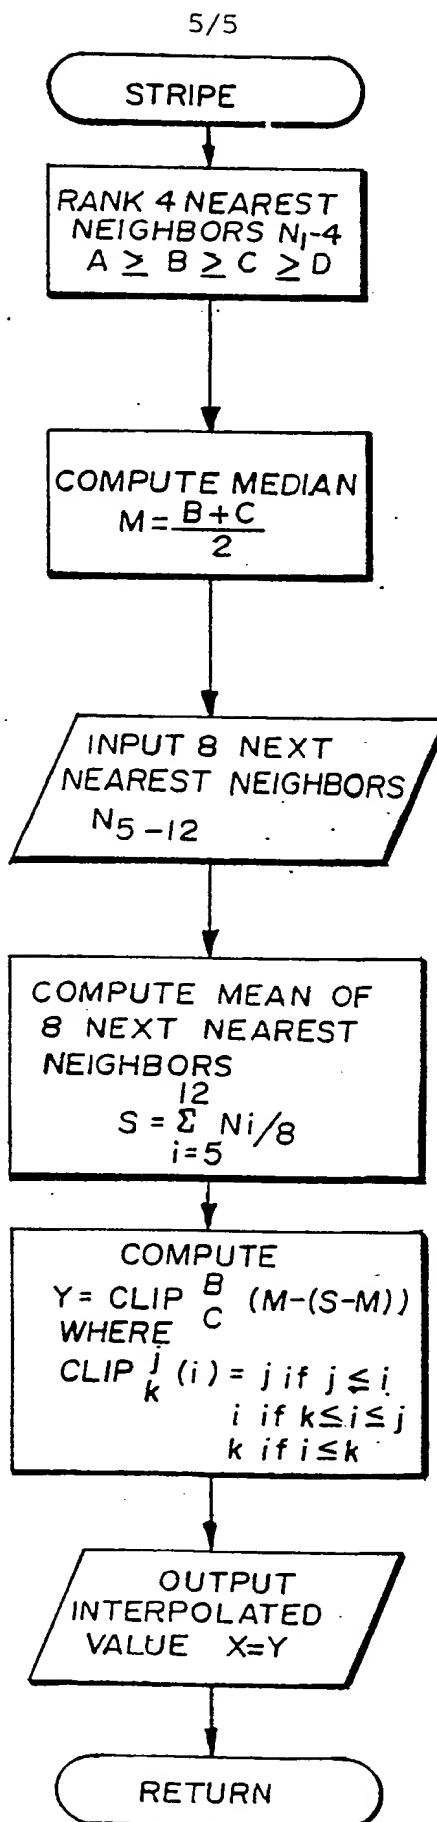 5/5
STRIPE
RANK 4 NEAREST
NEIGHBORS N1-4
A ≥ B ≥ C ≥ D
COMPUTE MEDIAN
M = B+C
2
INPUT 8 NEXT
NEAREST NEIGHBORS
N5-12
COMPUTE MEAN OF
8 NEXT NEAREST
NEIGHBORS
12
S = Σ Ni/8
i=5
COMPUTE
Y= CLIP B C (M-(S-M))
WHERE
CLIP j k (i) = j if j ≤ i
i if k≤i≤j
k if i≤k
OUTPUT
INTERPOLATED
VALUE X=Y
RETURN